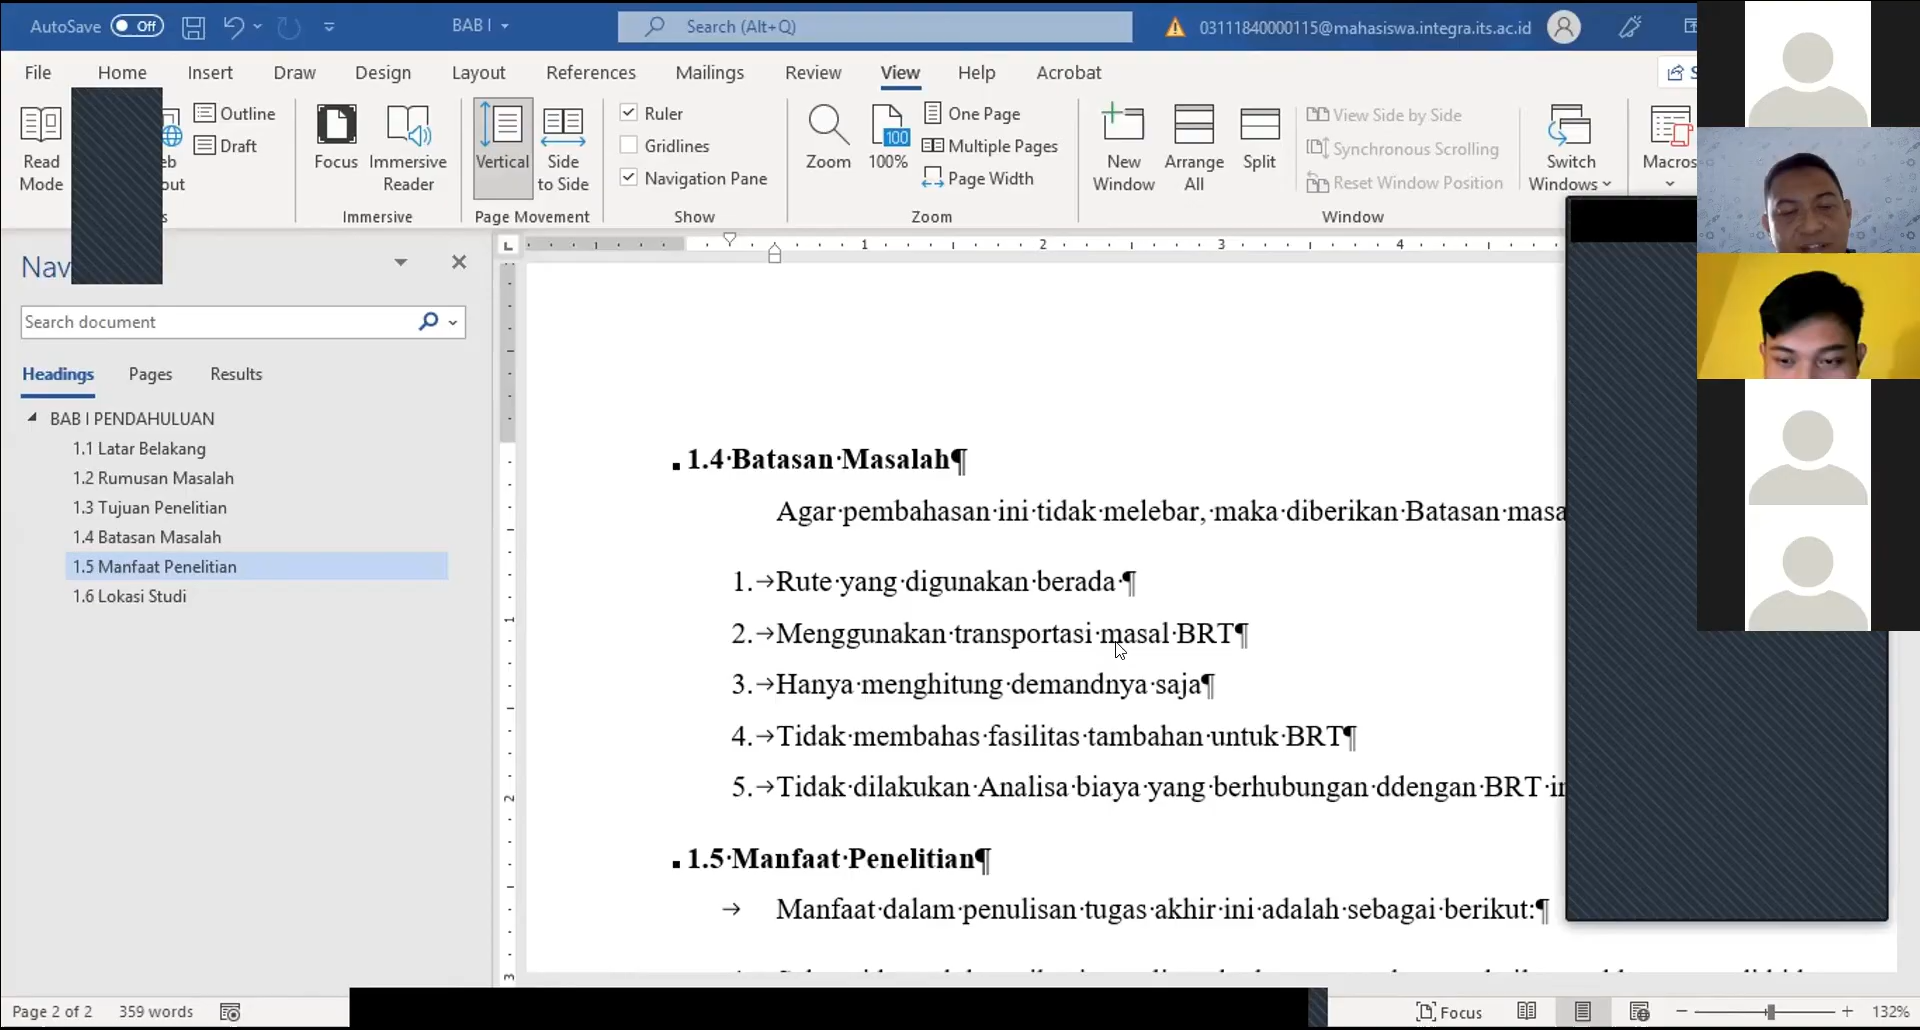 AutoSave Off BAB I Search (Alt+Q) 03111840000115@mahasiswa.integra.its.ac.id
File Home Insert Draw Design Layout References Mailings Review View Help Acrobat
Read Mode
Outline
Draft
Focus
Immersive Reader
Immersive
Vertical
Side to Side
Page Movement
Ruler
Gridlines
Navigation Pane
Show
Zoom
100
100%
One Page
Multiple Pages
Page Width
Zoom
New Window
Arrange All
Split
View Side by Side
Synchronous Scrolling
Reset Window Position
Switch Windows
Window
Macros
Search document
Headings Pages Results
BAB I PENDAHULUAN
1.1 Latar Belakang
1.2 Rumusan Masalah
1.3 Tujuan Penelitian
1.4 Batasan Masalah
1.5 Manfaat Penelitian
1.6 Lokasi Studi
1 2 3 4
1
2
3
1.4·Batasan·Masalah¶
Agar·pembahasan·ini·tidak·melebar,·maka·diberikan·Batasan·masa
1.→Rute·yang·digunakan·berada·¶
2.→Menggunakan·transportasi·masal·BRT¶
3.→Hanya·menghitung·demandnya·saja¶
4.→Tidak·membahas·fasilitas·tambahan·untuk·BRT¶
5.→Tidak·dilakukan·Analisa·biaya·yang·berhubungan·ddengan·BRT·
1.5·Manfaat·Penelitian¶
→ Manfaat·dalam·penulisan·tugas·akhir·ini·adalah·sebagai·berikut:¶
Page 2 of 2 359 words Focus 132%